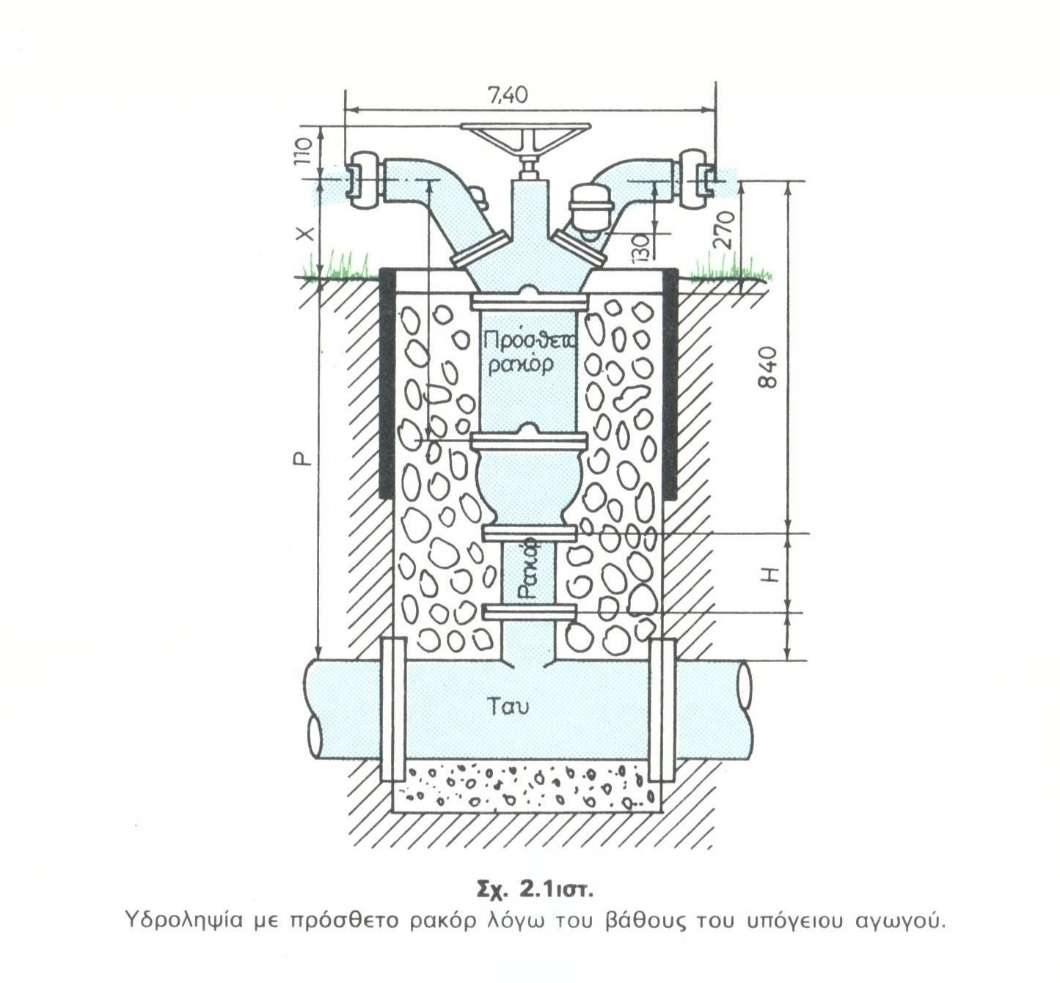 7,40
110
X
130
270
Πρόσθετο
ρακόρ
840
P
Ρακόρ
H
Ταυ
Σχ. 2.1ιστ.
Υδροληψία με πρόσθετο ρακόρ λόγω του βάθους του υπόγειου αγωγού.